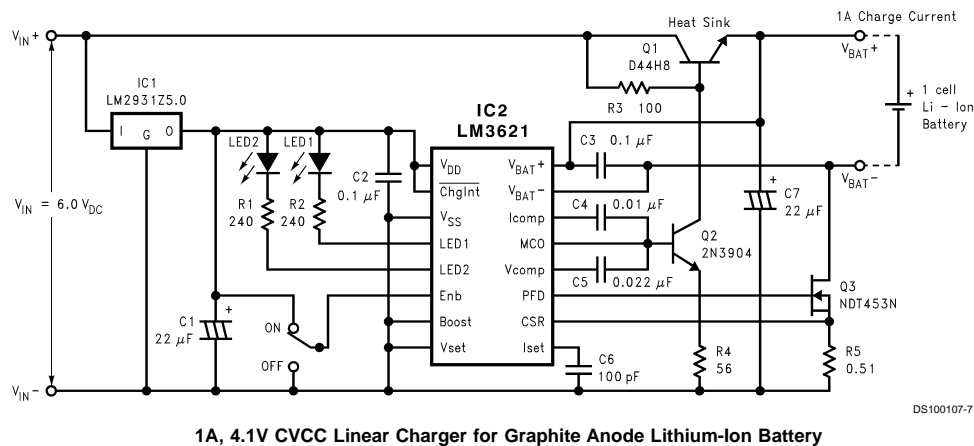 Heat Sink
1A Charge Current
V_IN+
Q1
D44H8
V_BAT+
IC1
LM2931Z5.0
R3 100
+ 1 cell
Li – Ion
Battery
IC2
LM3621
I G O
LED2 LED1
C3 0.1 μF
V_DD
V_BAT+
V_BAT-
C2
0.1 μF
ChgInt
V_BAT-
V_IN = 6.0 V_DC
R1
240
R2
240
C4
0.01 μF
+
C7
22 μF
V_SS
Icomp
LED1
MCO
Q2
2N3904
LED2
Vcomp
C5 0.022 μF
Q3
NDT453N
Enb
PFD
+
C1
22 μF
ON
Boost
CSR
OFF
Vset
Iset
C6
100 pF
R4
56
R5
0.51
V_IN-
DS100107-7
1A, 4.1V CVCC Linear Charger for Graphite Anode Lithium-Ion Battery